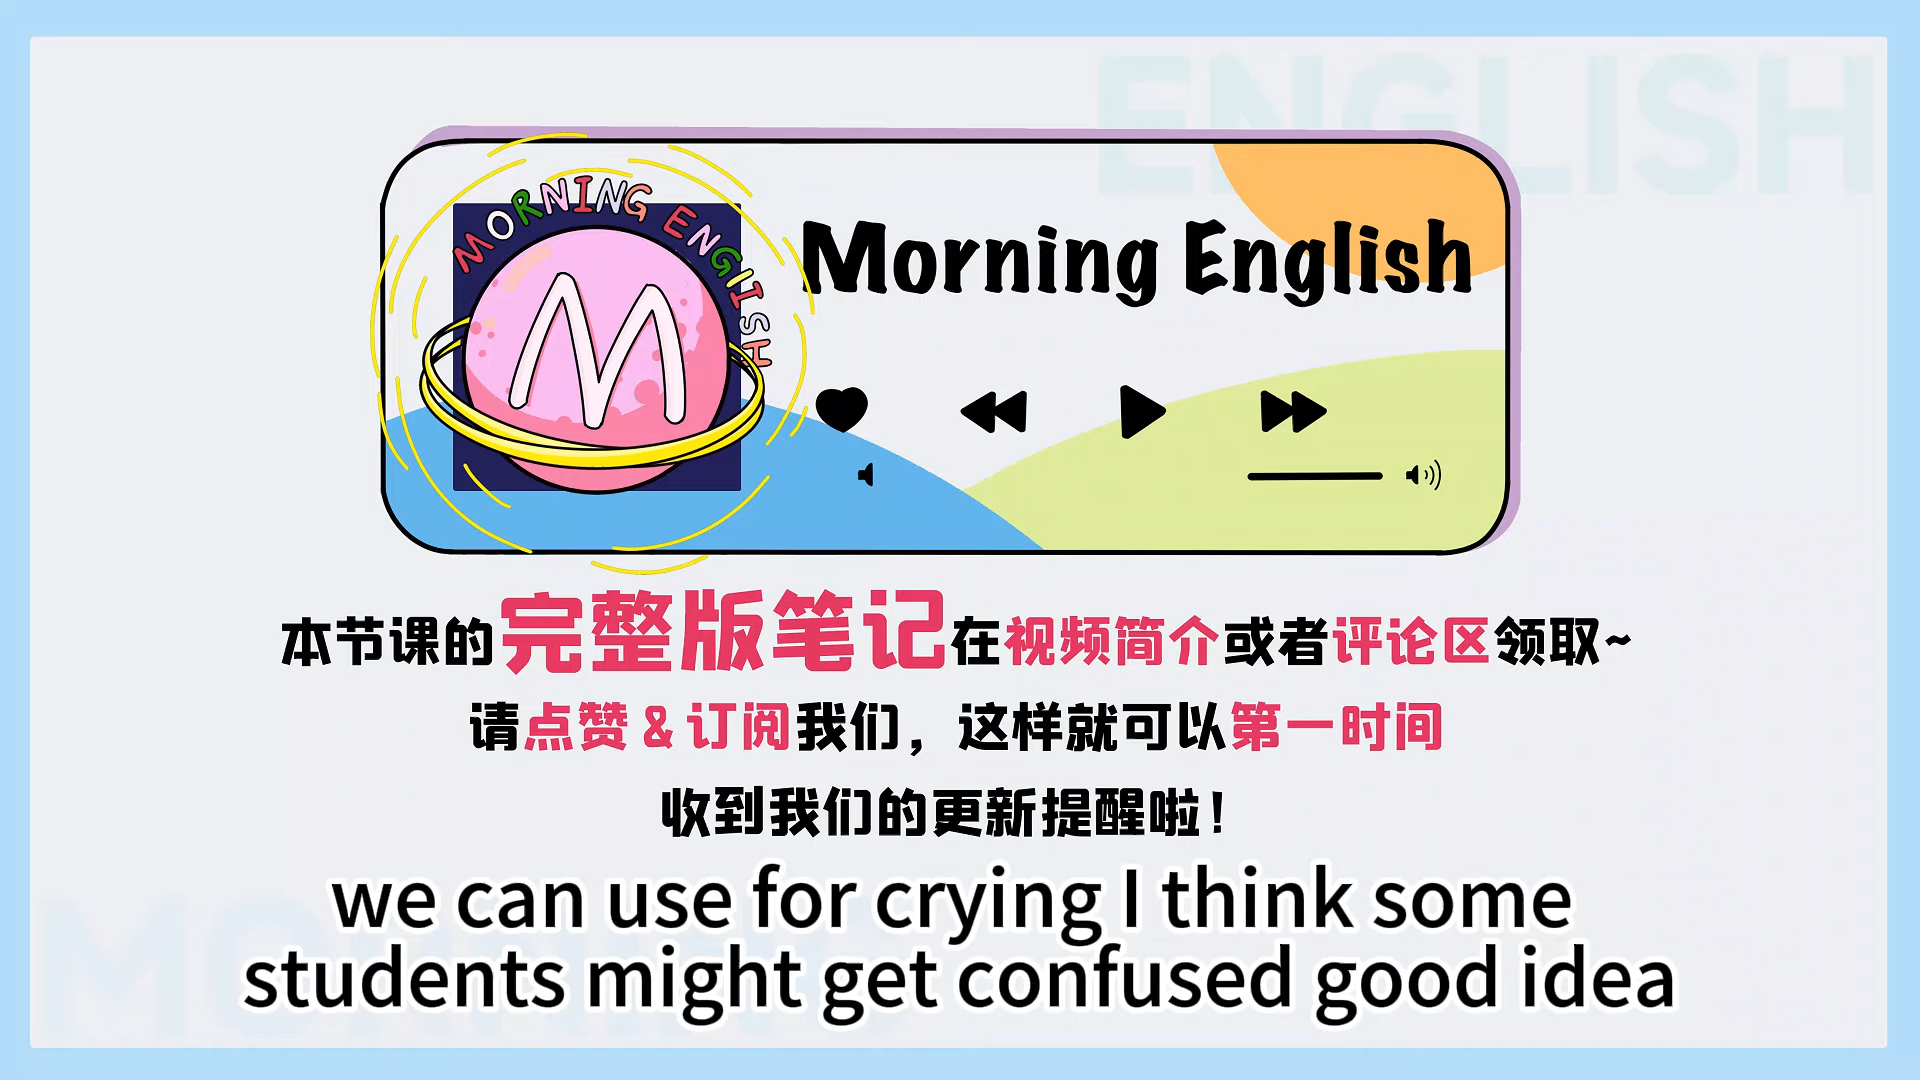 ENGLISH
MORNING ENGLISH
M
Morning English
本节课的完整版笔记在视频简介或者评论区领取~
请点赞&订阅我们，这样就可以第一时间
收到我们的更新提醒啦！
we can use for crying I think some
students might get confused good idea
MORNING